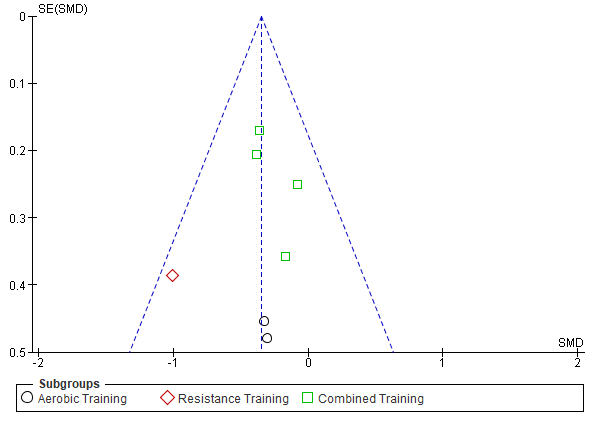 SE(SMD)
0
0.1
0.2
0.3
0.4
0.5
SMD
-2 -1 0 1 2
Subgroups
Aerobic Training Resistance Training Combined Training